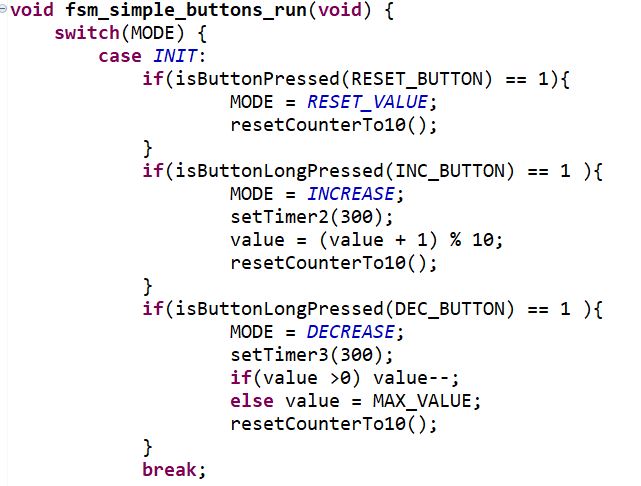 void fsm_simple_buttons_run(void) {
    switch(MODE) {
        case INIT:
            if(isButtonPressed(RESET_BUTTON) == 1){
                    MODE = RESET_VALUE;
                    resetCounterTo10();
            }
            if(isButtonLongPressed(INC_BUTTON) == 1 ){
                    MODE = INCREASE;
                    setTimer2(300);
                    value = (value + 1) % 10;
                    resetCounterTo10();
            }
            if(isButtonLongPressed(DEC_BUTTON) == 1 ){
                    MODE = DECREASE;
                    setTimer3(300);
                    if(value >0) value--;
                    else value = MAX_VALUE;
                    resetCounterTo10();
            }
            break;